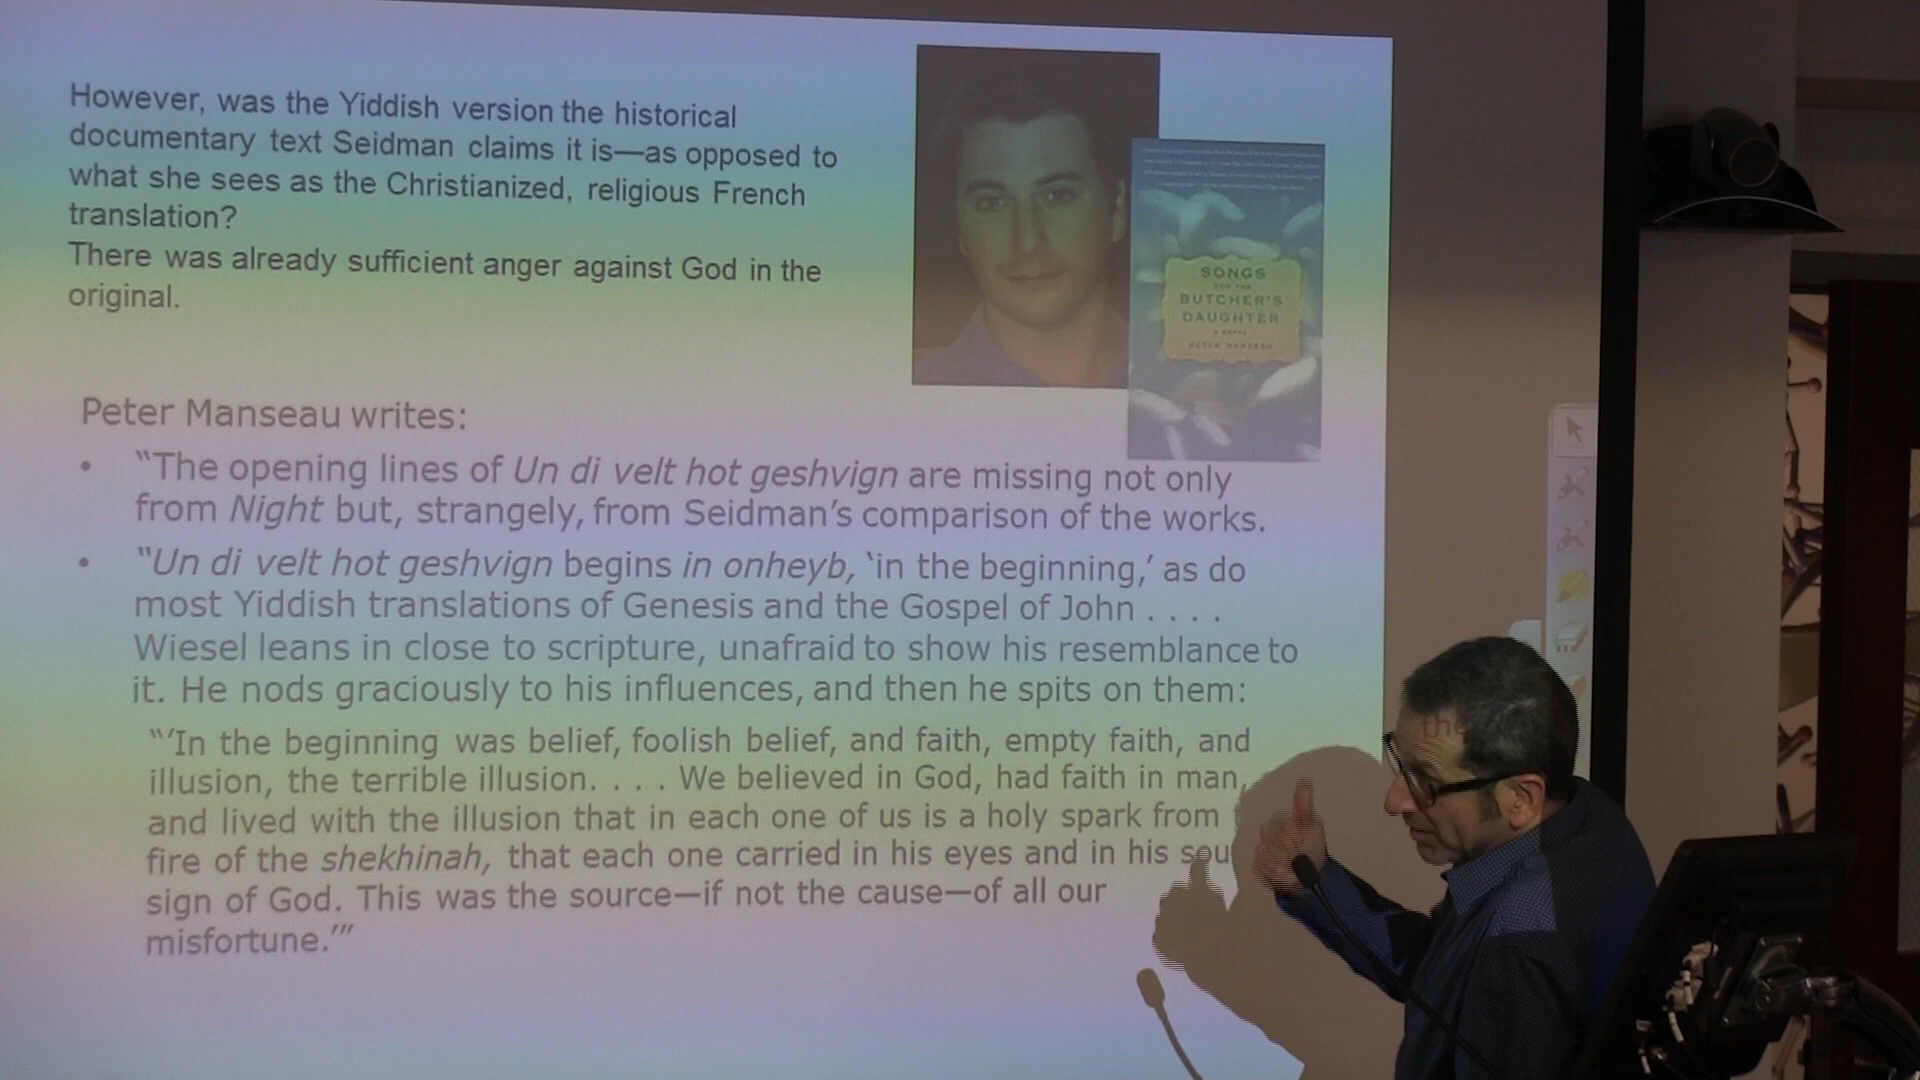 However, was the Yiddish version the historical
documentary text Seidman claims it is—as opposed to
what she sees as the Christianized, religious French
translation?
There was already sufficient anger against God in the
original.
SONGS
FOR THE
BUTCHER'S
DAUGHTER
A NOVEL
PETER MANSEAU
Peter Manseau writes:
• “The opening lines of Un di velt hot geshvign are missing not only
from Night but, strangely, from Seidman’s comparison of the works.
• “Un di velt hot geshvign begins in onheyb, ‘in the beginning,’ as do
most Yiddish translations of Genesis and the Gospel of John . . . .
Wiesel leans in close to scripture, unafraid to show his resemblance to
it. He nods graciously to his influences, and then he spits on them:
“‘In the beginning was belief, foolish belief, and faith, empty faith, and
illusion, the terrible illusion. . . . We believed in God, had faith in man,
and lived with the illusion that in each one of us is a holy spark from the
fire of the shekhinah, that each one carried in his eyes and in his sou
sign of God. This was the source—if not the cause—of all our
misfortune.’”